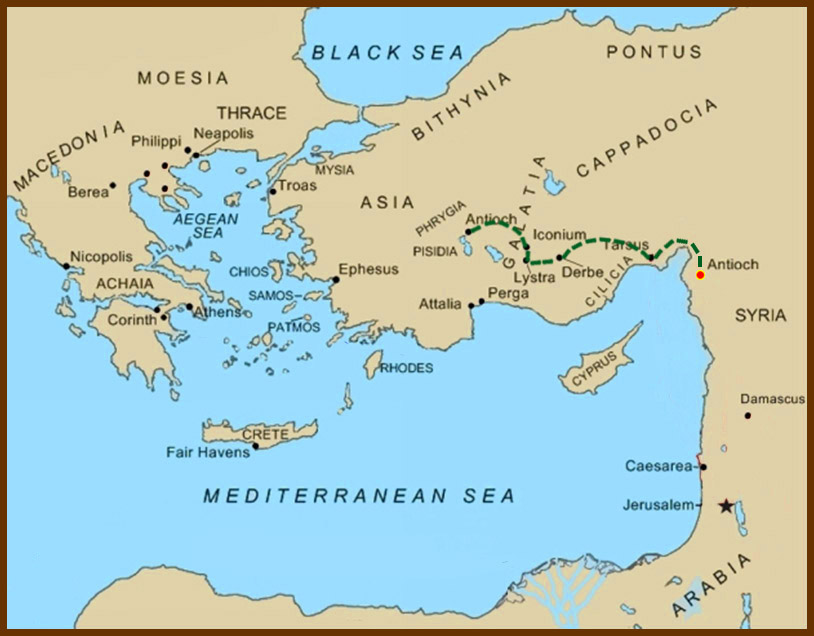 BLACK SEA
PONTUS
MOESIA
BITHYNIA
THRACE
CAPPADOCIA
MACEDONIA
Philippi
Neapolis
MYSIA
GALATIA
Berea
Troas
ASIA
PHRYGIA
Antioch
AEGEAN
SEA
Iconium
Tarsus
PISIDIA
Nicopolis
CHIOS
Ephesus
Lystra
Derbe
CILICIA
Antioch
ACHAIA
SAMOS
Attalia
Perga
Corinth
Athens
PATMOS
SYRIA
RHODES
CYPRUS
Damascus
CRETE
Fair Havens
Caesarea
MEDITERRANEAN SEA
Jerusalem
ARABIA